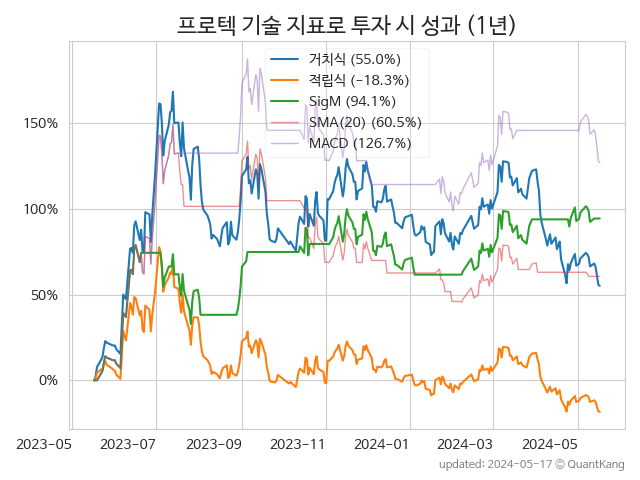 프로텍 기술 지표로 투자 시 성과 (1년)
거치식 (55.0%)
적립식 (−18.3%)
SigM (94.1%)
SMA(20) (60.5%)
MACD (126.7%)
150%
100%
50%
0%
2023-05 2023-07 2023-09 2023-11 2024-01 2024-03 2024-05
updated: 2024-05-17 ⓒ QuantKang